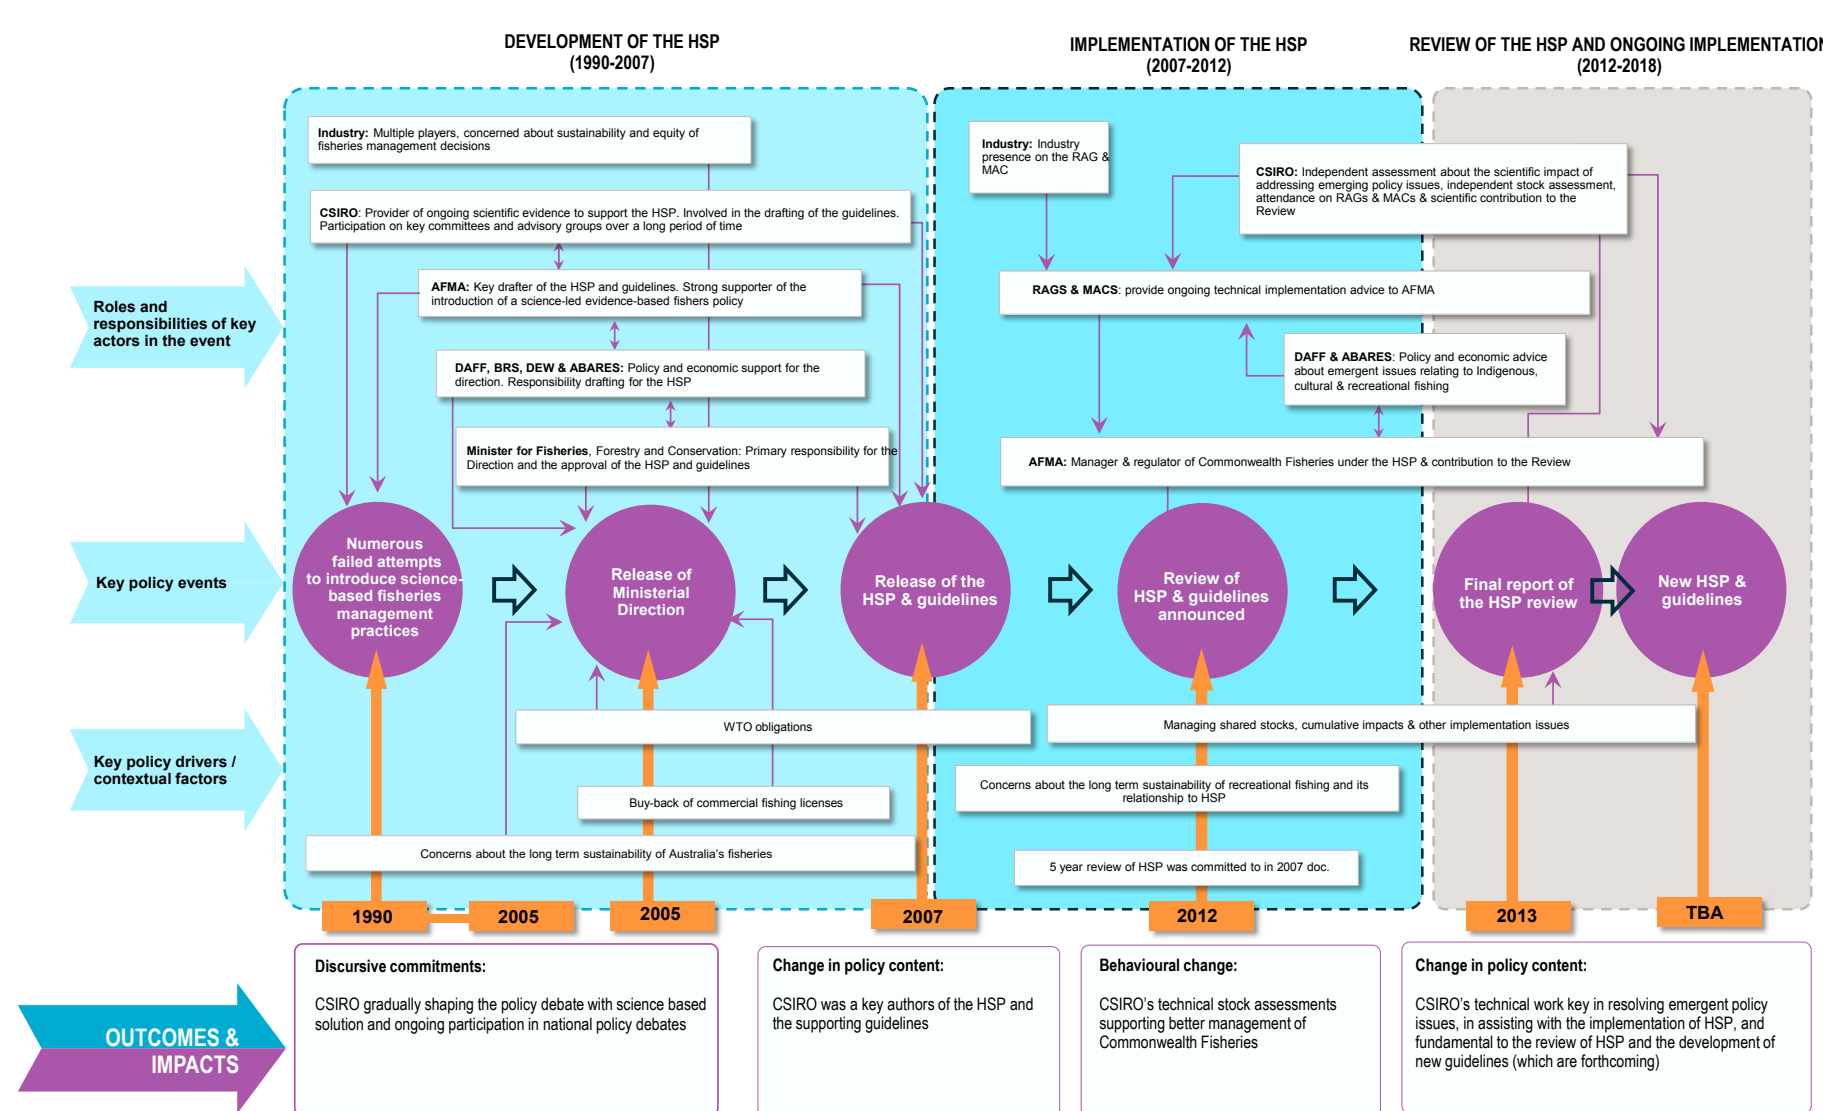 DEVELOPMENT OF THE HSP
(1990-2007)
IMPLEMENTATION OF THE HSP
(2007-2012)
REVIEW OF THE HSP AND ONGOING IMPLEMENTATION
(2012-2018)
Roles and
responsibilities of key
actors in the event
Industry: Multiple players, concerned about sustainability and equity of
fisheries management decisions
CSIRO: Provider of ongoing scientific evidence to support the HSP. Involved in the drafting of the guidelines.
Participation on key committees and advisory groups over a long period of time
AFMA: Key drafter of the HSP and guidelines. Strong supporter of the
introduction of a science-led evidence-based fishers policy
DAFF, BRS, DEW & ABARES: Policy and economic support for the
direction. Responsibility drafting for the HSP
Minister for Fisheries, Forestry and Conservation: Primary responsibility for the
Direction and the approval of the HSP and guidelines
Industry: Industry
presence on the RAG &
MAC
CSIRO: Independent assessment about the scientific impact of
addressing emerging policy issues, independent stock assessment,
attendance on RAGs & MACs & scientific contribution to the
Review
RAGS & MACS: provide ongoing technical implementation advice to AFMA
DAFF & ABARES: Policy and economic advice
about emergent issues relating to Indigenous,
cultural & recreational fishing
AFMA: Manager & regulator of Commonwealth Fisheries under the HSP & contribution to the Review
Key policy events
Numerous
failed attempts
to introduce science-
based fisheries
management
practices
Release of
Ministerial
Direction
Release of the
HSP & guidelines
Review of
HSP & guidelines
announced
Final report of
the HSP review
New HSP &
guidelines
Key policy drivers /
contextual factors
WTO obligations
Buy-back of commercial fishing licenses
Concerns about the long term sustainability of Australia's fisheries
Managing shared stocks, cumulative impacts & other implementation issues
Concerns about the long term sustainability of recreational fishing and its
relationship to HSP
5 year review of HSP was committed to in 2007 doc.
1990
2005
2005
2007
2012
2013
TBA
OUTCOMES &
IMPACTS
Discursive commitments:
CSIRO gradually shaping the policy debate with science based
solution and ongoing participation in national policy debates
Change in policy content:
CSIRO was a key authors of the HSP and
the supporting guidelines
Behavioural change:
CSIRO's technical stock assessments
supporting better management of
Commonwealth Fisheries
Change in policy content:
CSIRO's technical work key in resolving emergent policy
issues, in assisting with the implementation of HSP, and
fundamental to the review of HSP and the development of
new guidelines (which are forthcoming)